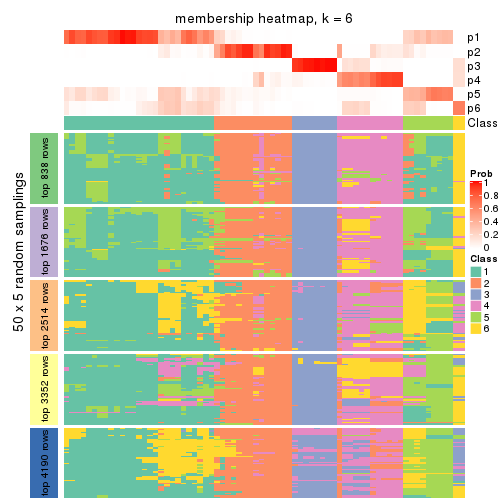 membership heatmap, k = 6
p1
p2
p3
p4
p5
p6
Class
50 x 5 random samplings
top 838 rows
top 1676 rows
top 2514 rows
top 3352 rows
top 4190 rows
Prob
1
0.8
0.6
0.4
0.2
0
Class
1
2
3
4
5
6